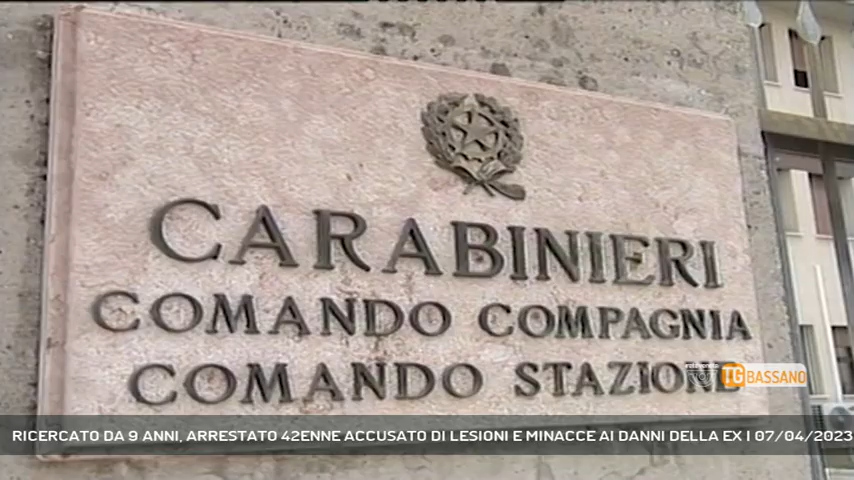 CARABINIERI
COMANDO COMPAGNIA
COMANDO STAZIONE
TG BASSANO
RICERCATO DA 9 ANNI, ARRESTATO 42ENNE ACCUSATO DI LESIONI E MINACCE AI DANNI DELLA EX | 07/04/2023